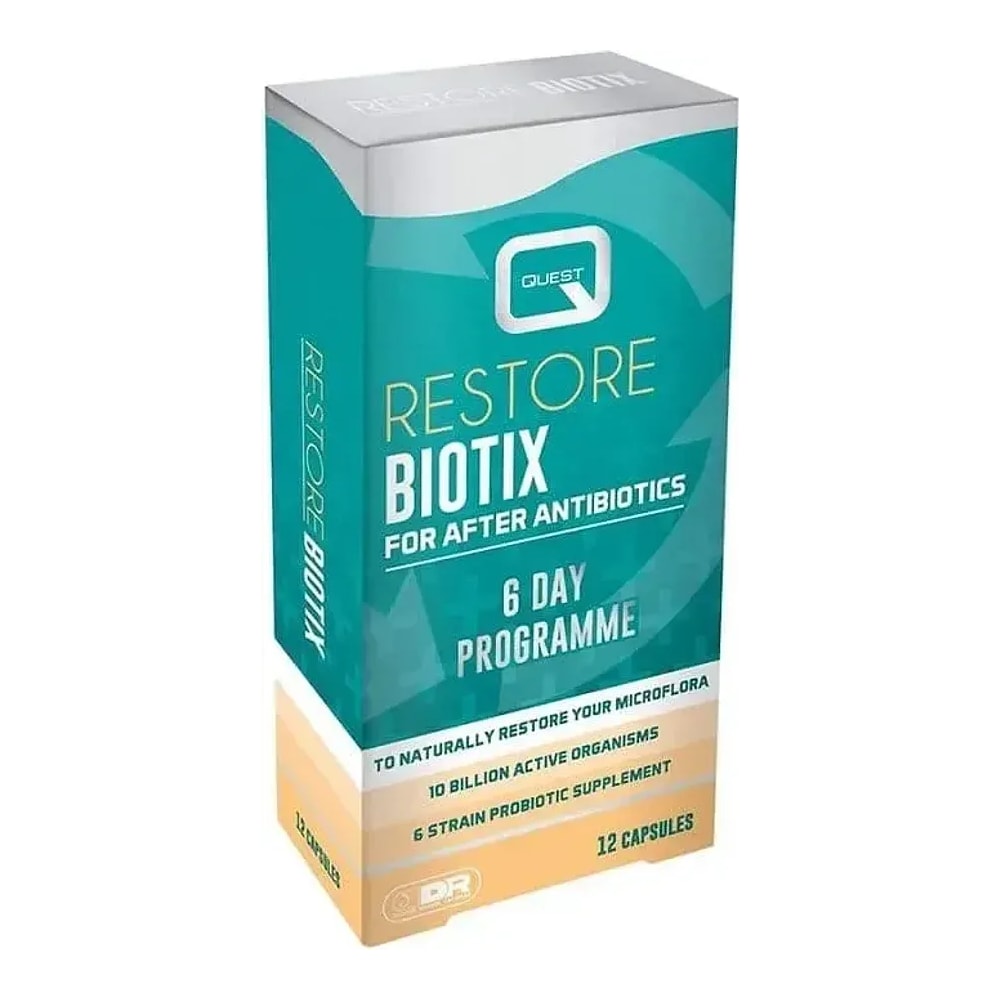 RESTORE BIOTIX
QUEST
RESTORE
BIOTIX
FOR AFTER ANTIBIOTICS
6 DAY
PROGRAMME
TO NATURALLY RESTORE YOUR MICROFLORA
10 BILLION ACTIVE ORGANISMS
6 STRAIN PROBIOTIC SUPPLEMENT
12 CAPSULES
DR
RESTORE BIOTIX
12 CAPSULES